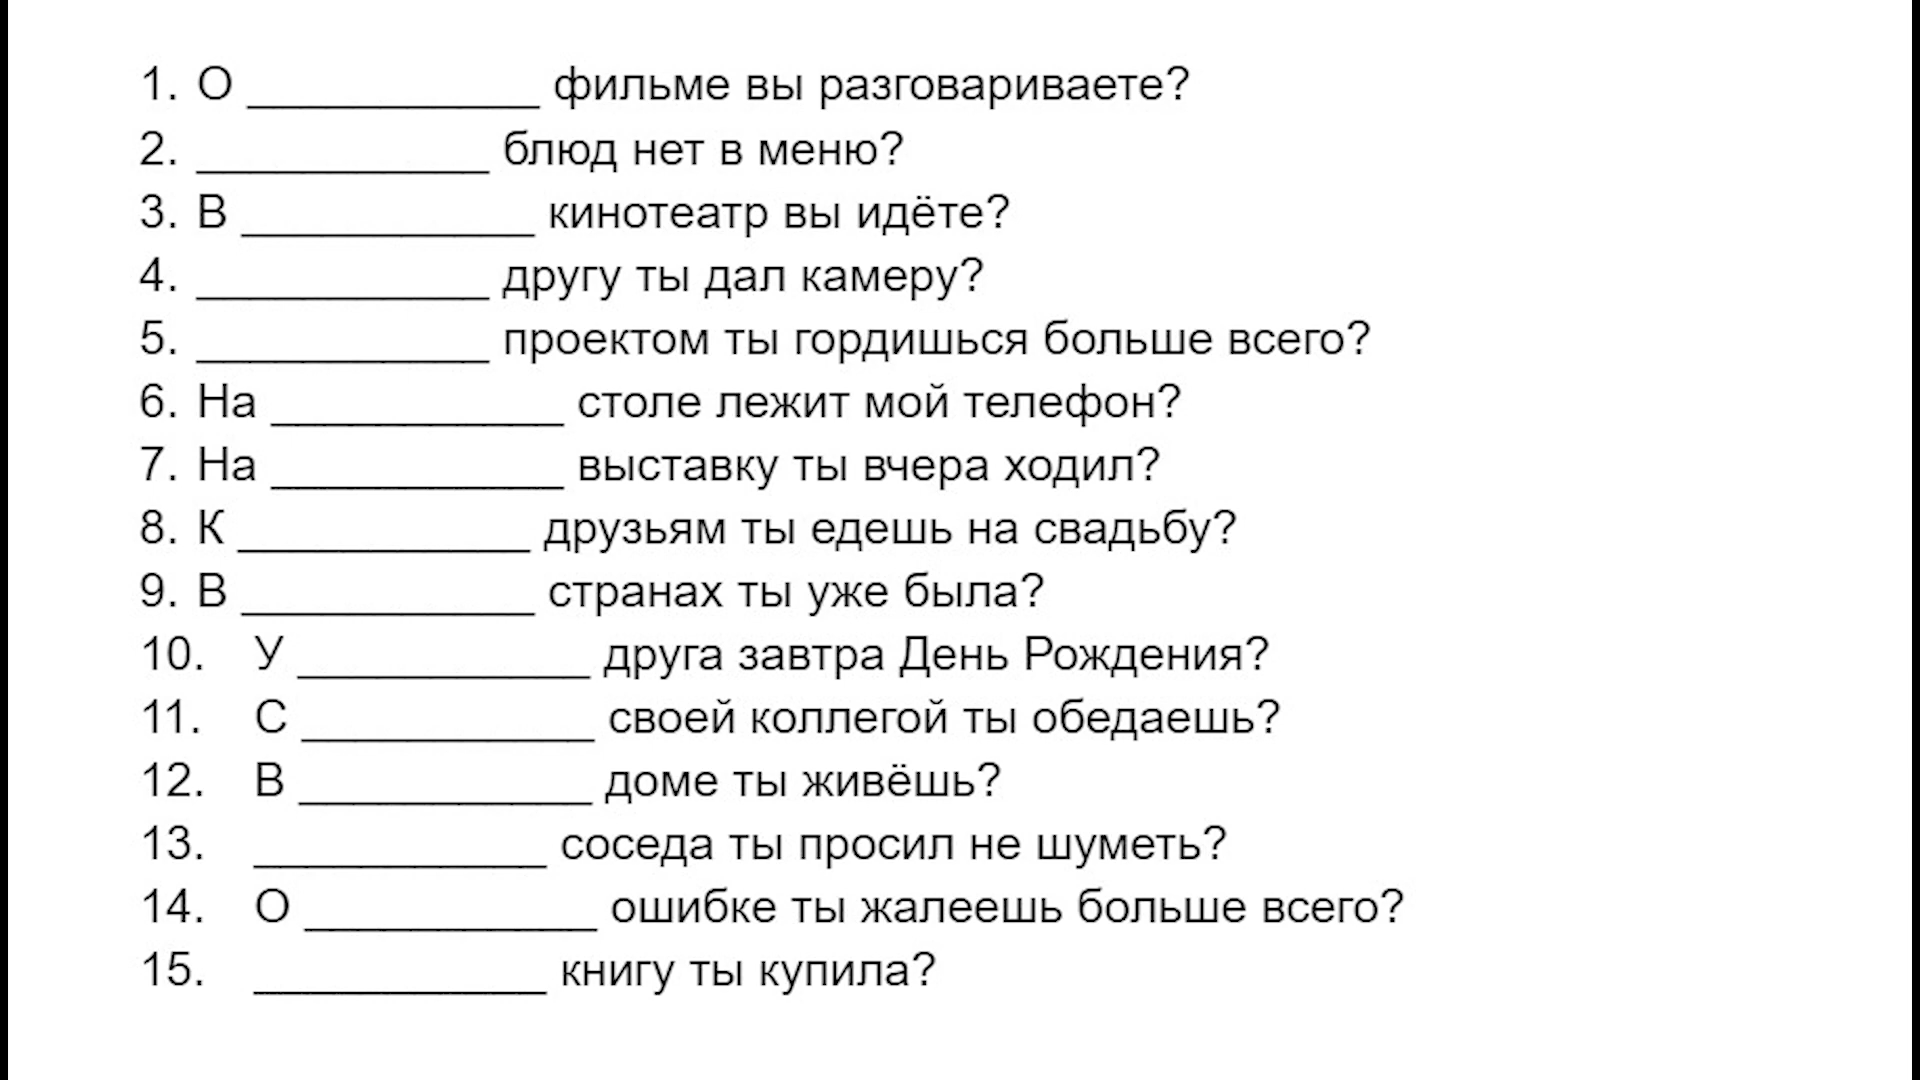 1. О ___________ фильме вы разговариваете?
2. ___________ блюд нет в меню?
3. В ___________ кинотеатр вы идёте?
4. ___________ другу ты дал камеру?
5. ___________ проектом ты гордишься больше всего?
6. На ___________ столе лежит мой телефон?
7. На ___________ выставку ты вчера ходил?
8. К ___________ друзьям ты едешь на свадьбу?
9. В ___________ странах ты уже была?
10. У ___________ друга завтра День Рождения?
11. С ___________ своей коллегой ты обедаешь?
12. В ___________ доме ты живёшь?
13. ___________ соседа ты просил не шуметь?
14. О ___________ ошибке ты жалеешь больше всего?
15. ___________ книгу ты купила?